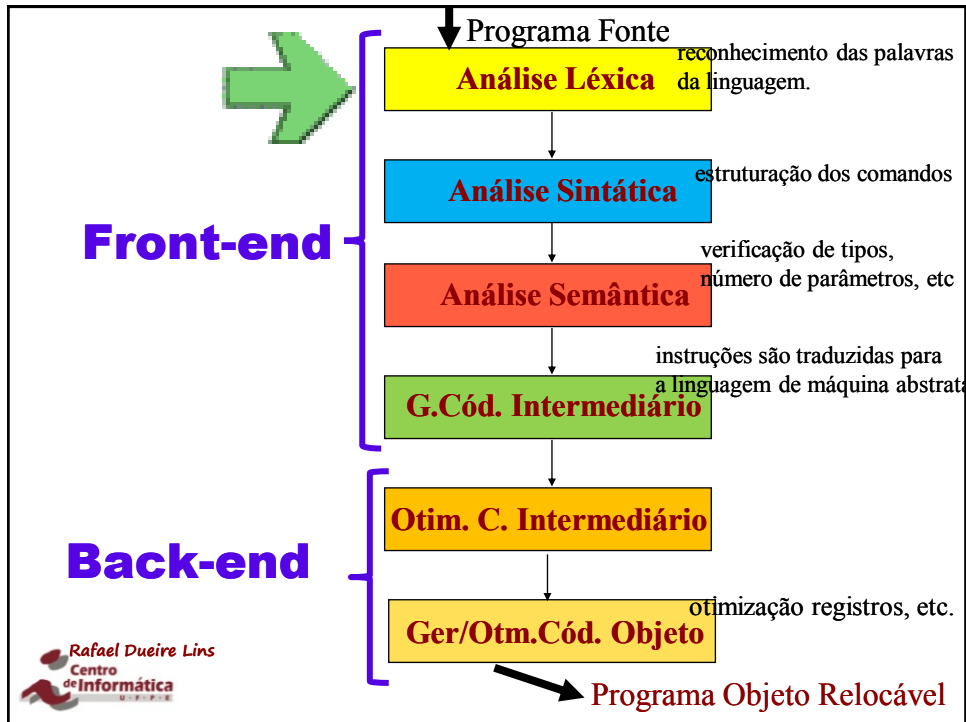 Programa Fonte
Análise Léxica
reconhecimento das palavras
da linguagem.
Análise Sintática
estruturação dos comandos
Front-end
verificação de tipos,
número de parâmetros, etc
Análise Semântica
instruções são traduzidas para
a linguagem de máquina abstrata
G.Cód. Intermediário
Otim. C. Intermediário
Back-end
otimização registros, etc.
Ger/Otm.Cód. Objeto
Rafael Dueire Lins
Centro
de Informática
U·F·P·E
Programa Objeto Relocável